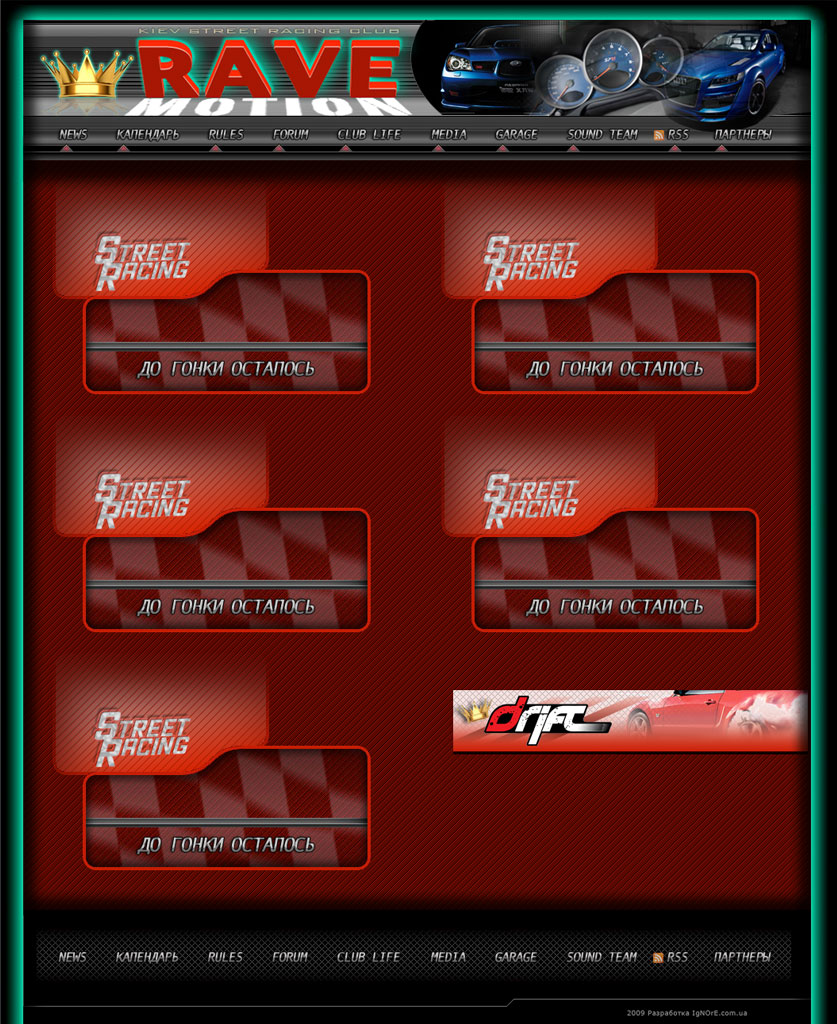 KIEV STREET RACING CLUB
RAVE
MOTION
NEWS КАЛЕНДАРЬ RULES FORUM CLUB LIFE MEDIA GARAGE SOUND TEAM RSS ПАРТНЕРЫ
STREET
RACING
ДО ГОНКИ ОСТАЛОСЬ
STREET
RACING
ДО ГОНКИ ОСТАЛОСЬ
STREET
RACING
ДО ГОНКИ ОСТАЛОСЬ
STREET
RACING
ДО ГОНКИ ОСТАЛОСЬ
STREET
RACING
ДО ГОНКИ ОСТАЛОСЬ
drift
NEWS КАЛЕНДАРЬ RULES FORUM CLUB LIFE MEDIA GARAGE SOUND TEAM RSS ПАРТНЕРЫ
2009 Разработка IgNOrE.com.ua